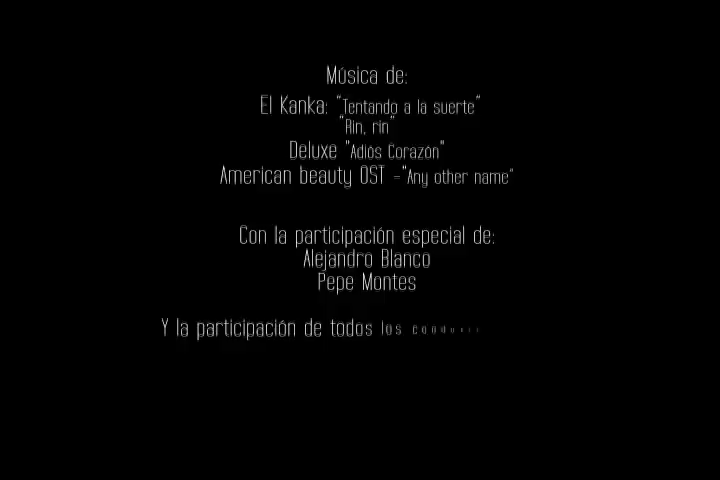 Música de:
El Kanka: "Tentando a la suerte"
"Rin, rin"
Deluxe "Adiós Corazón"
American beauty OST -"Any other name"
Con la participación especial de:
Alejandro Blanco
Pepe Montes
Y la participación de todos los